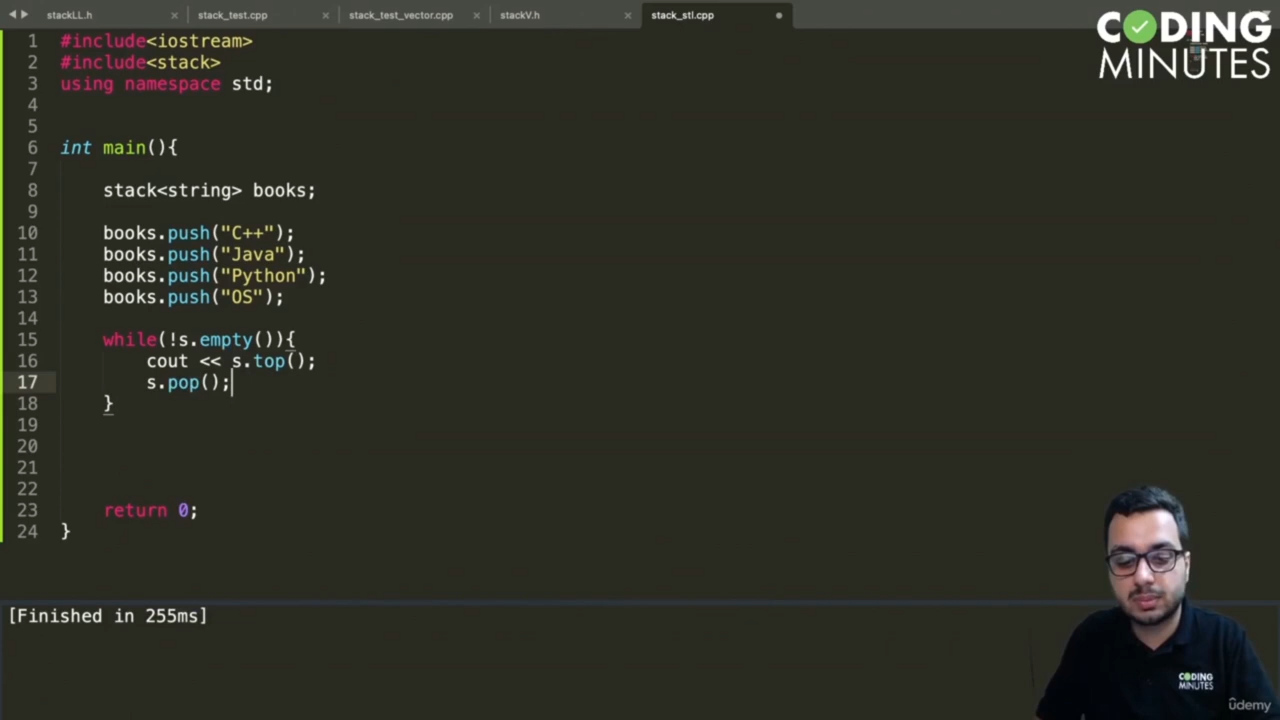 stackLL.h × stack_test.cpp × stack_test_vector.cpp × stackV.h × stack_stl.cpp
CODING
MINUTES
1 #include<iostream>
2 #include<stack>
3 using namespace std;
4
5
6 int main(){
7
8 stack<string> books;
9
10 books.push("C++");
11 books.push("Java");
12 books.push("Python");
13 books.push("OS");
14
15 while(!s.empty()){
16 cout << s.top();
17 s.pop();
18 }
19
20
21
22
23 return 0;
24 }
[Finished in 255ms]
CODING
MINUTES
ûdemy